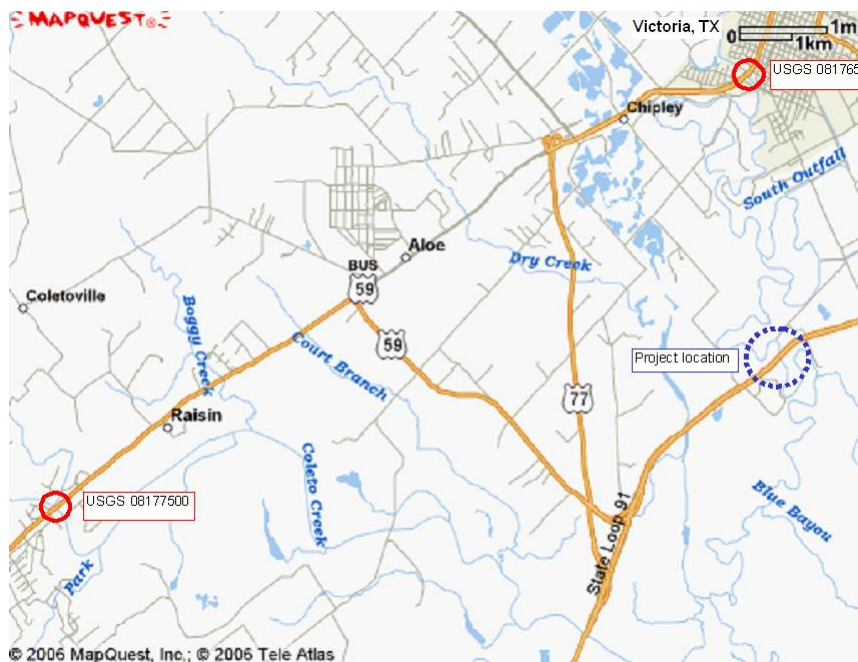 MAPQUEST®
Victoria, TX
0
1m
1km
USGS 081765
Chipley
South Outfall
Aloe
BUS
59
Dry Creek
Coletoville
Boggy Creek
Court Branch
59
Project location
77
Raisin
Coleto Creek
USGS 08177500
State Loop 91
Blue Bayou
Park
© 2006 MapQuest, Inc.; © 2006 Tele Atlas